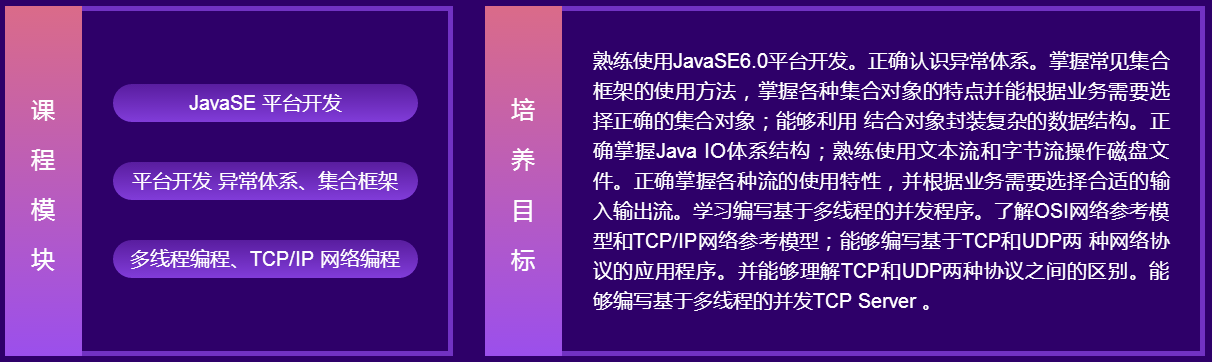 课程模块
JavaSE 平台开发
平台开发 异常体系、集合框架
多线程编程、TCP/IP 网络编程
培养目标
熟练使用JavaSE6.0平台开发。正确认识异常体系。掌握常见集合
框架的使用方法，掌握各种集合对象的特点并能根据业务需要选
择正确的集合对象；能够利用 结合对象封装复杂的数据结构。正
确掌握Java IO体系结构；熟练使用文本流和字节流操作磁盘文
件。正确掌握各种流的使用特性，并根据业务需要选择合适的输
入输出流。学习编写基于多线程的并发程序。了解OSI网络参考模
型和TCP/IP网络参考模型；能够编写基于TCP和UDP两 种网络协
议的应用程序。并能够理解TCP和UDP两种协议之间的区别。能
够编写基于多线程的并发TCP Server 。